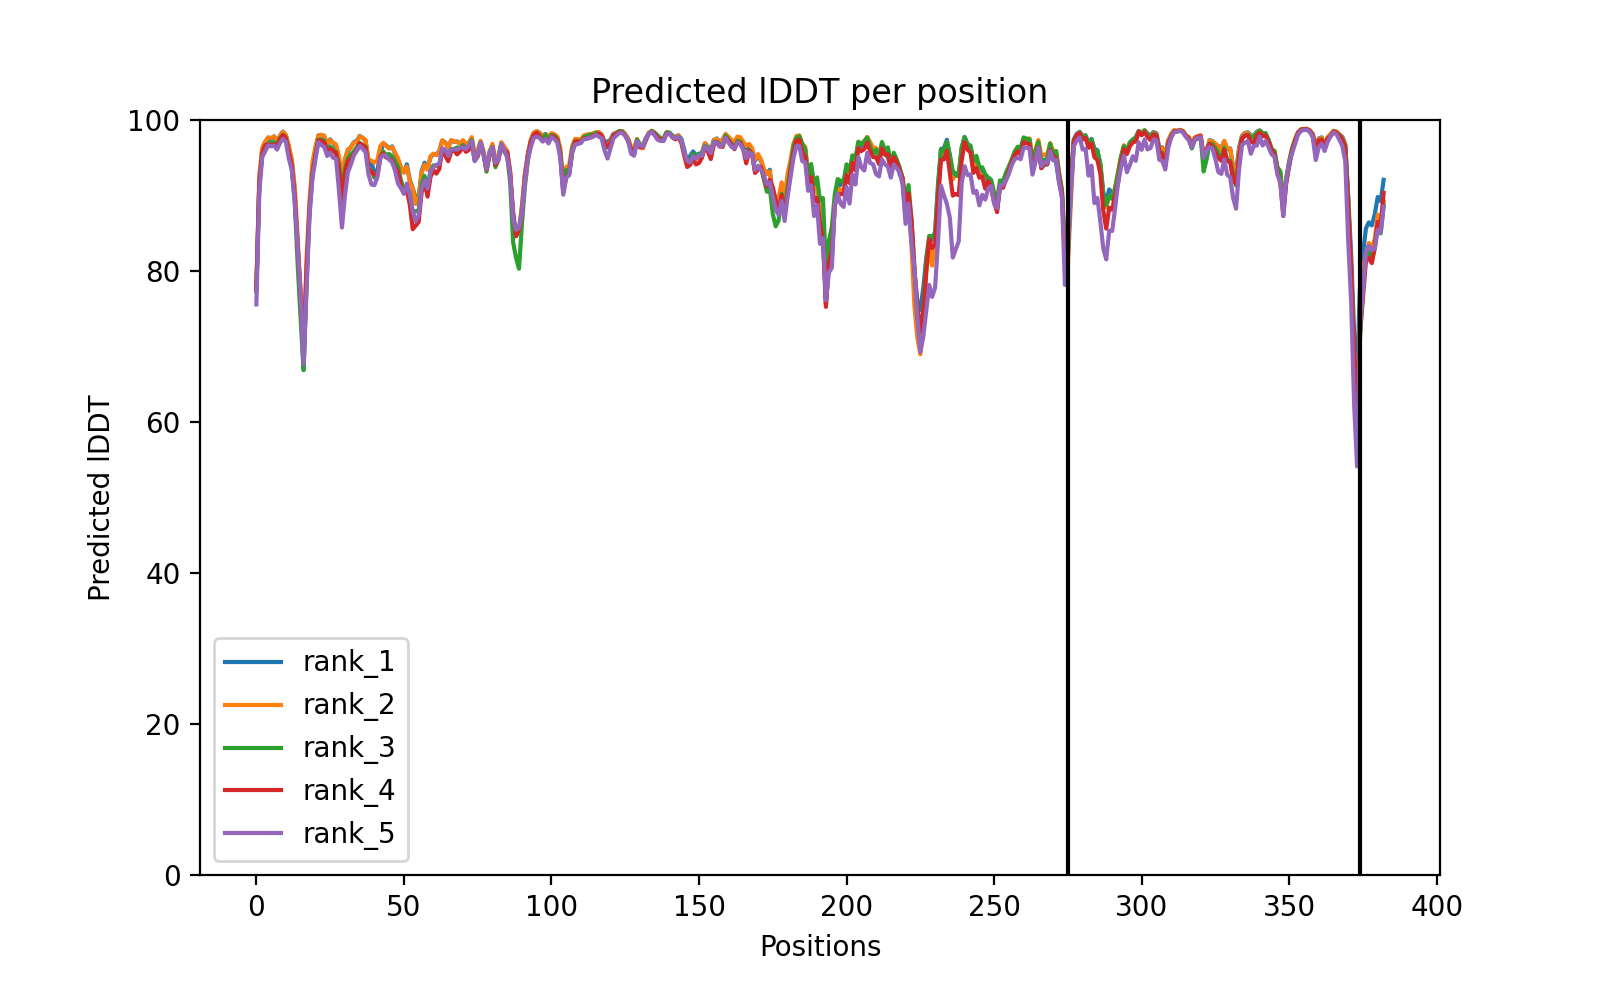 Predicted lDDT per position
100
80
60
40
20
0
Predicted lDDT
rank_1
rank_2
rank_3
rank_4
rank_5
0 50 100 150 200 250 300 350 400
Positions